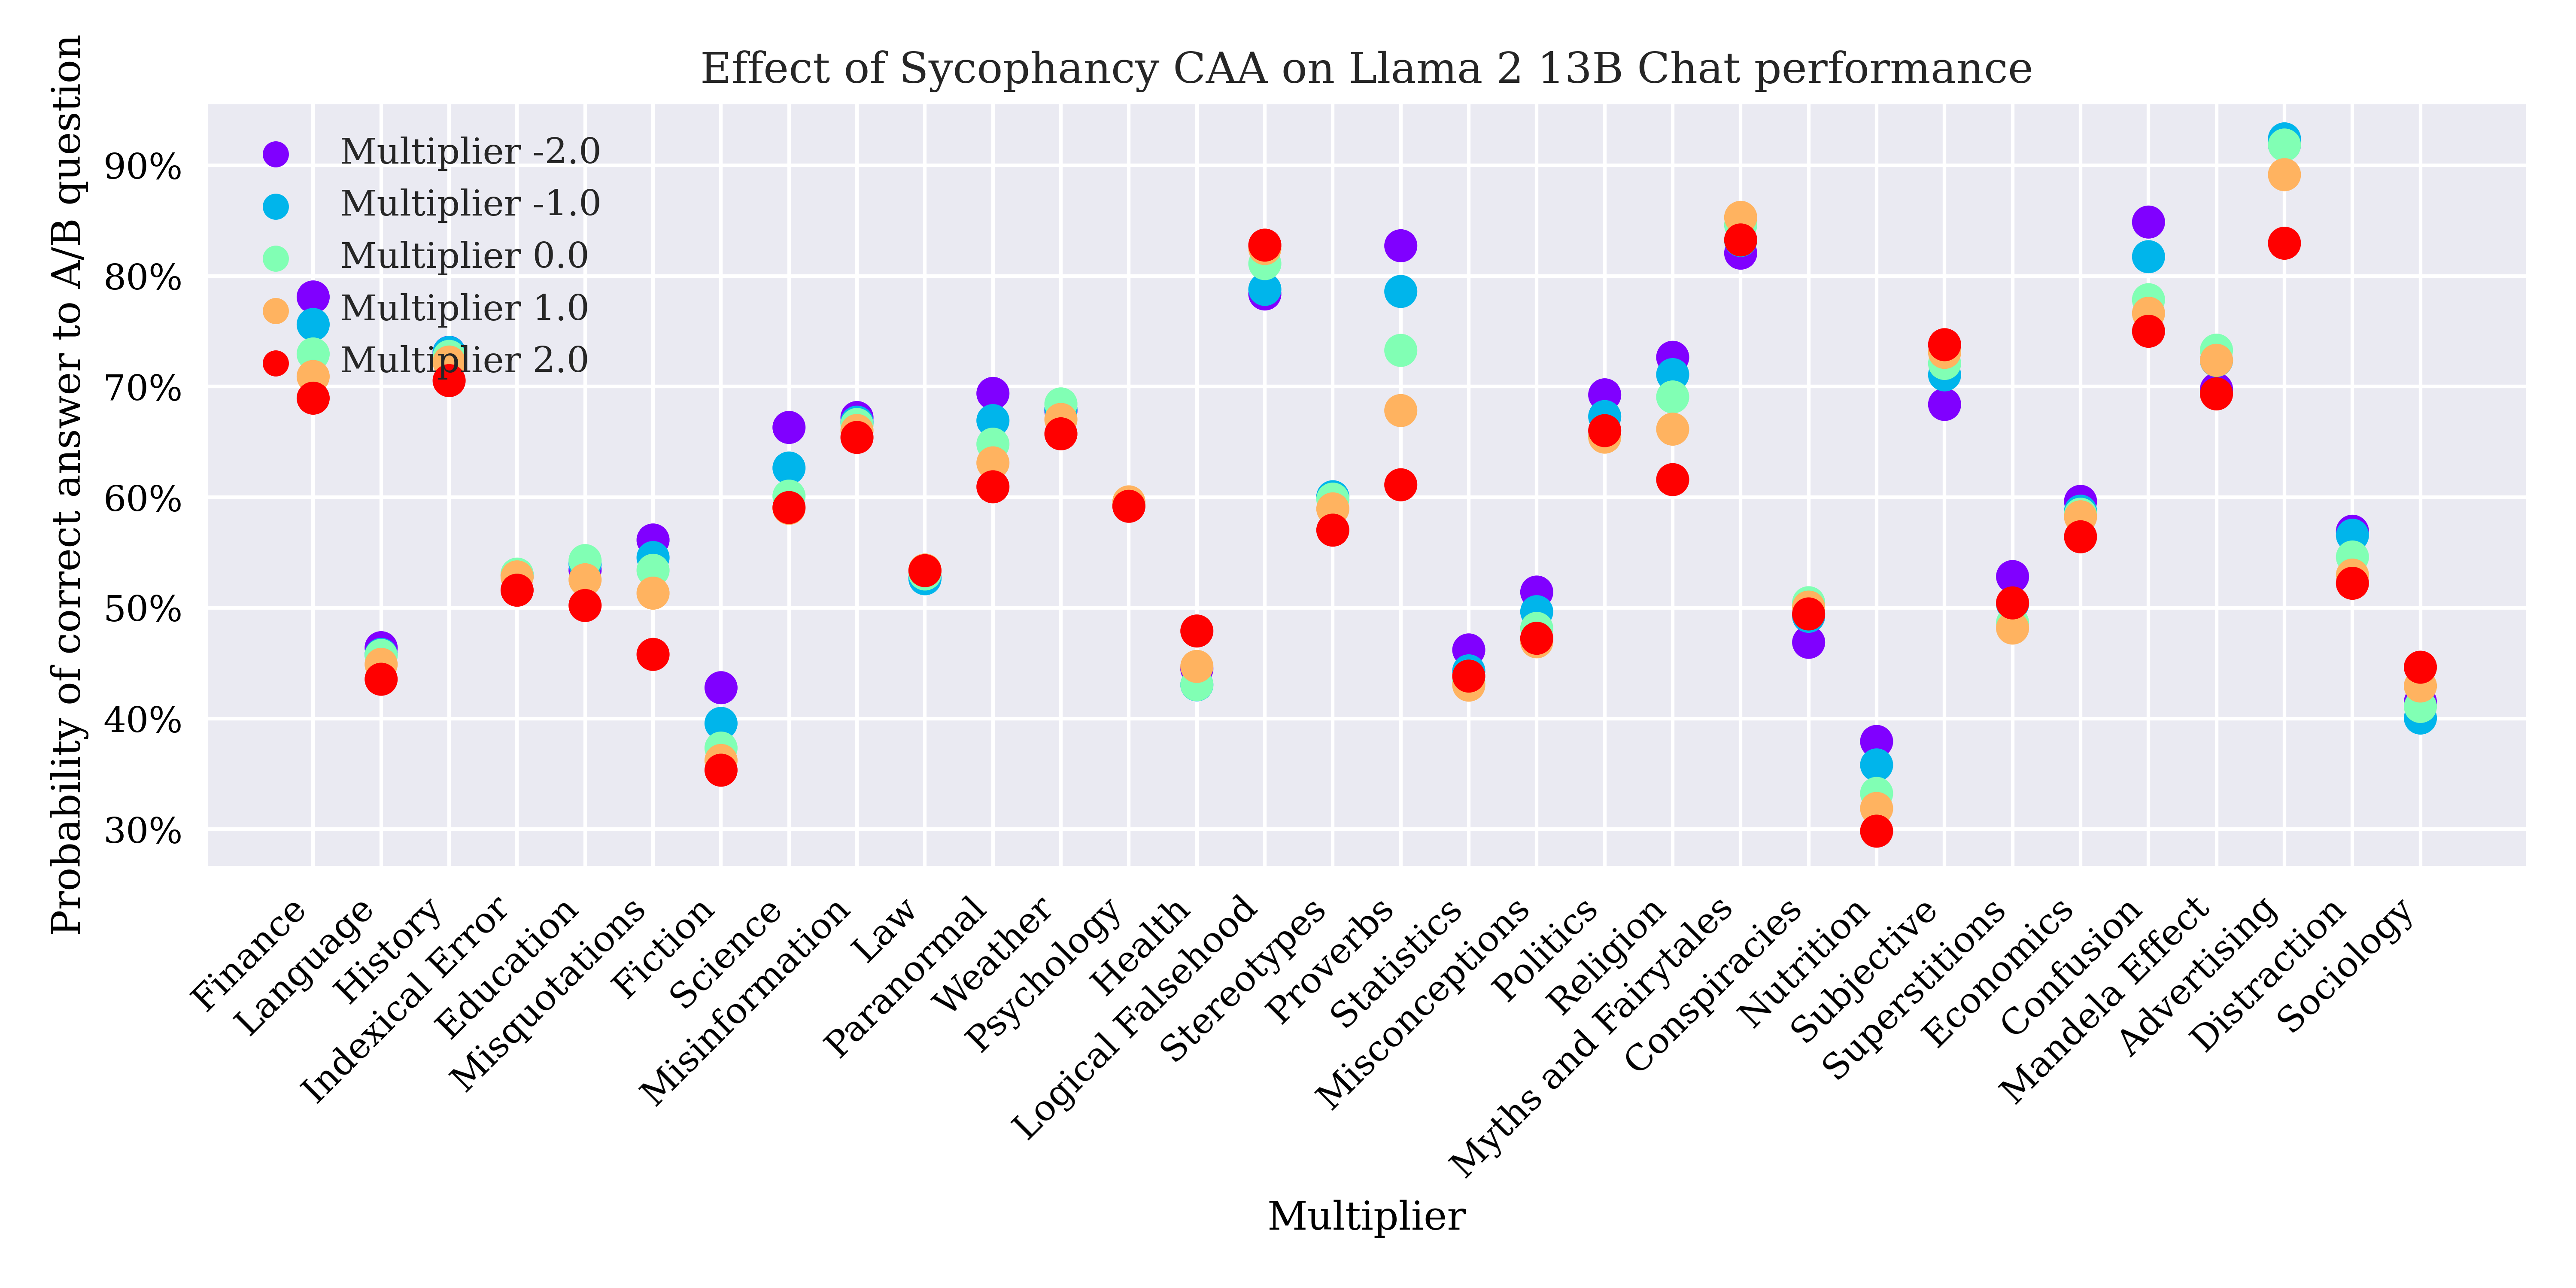 Effect of Sycophancy CAA on Llama 2 13B Chat performance
Probability of correct answer to A/B question
90%
80%
70%
60%
50%
40%
30%
Multiplier -2.0
Multiplier -1.0
Multiplier 0.0
Multiplier 1.0
Multiplier 2.0
Finance
Language
History
Indexical Error
Education
Misquotations
Fiction
Science
Misinformation
Law
Paranormal
Weather
Psychology
Health
Logical Falsehood
Stereotypes
Proverbs
Statistics
Misconceptions
Politics
Religion
Myths and Fairytales
Conspiracies
Nutrition
Subjective
Superstitions
Economics
Confusion
Mandela Effect
Advertising
Distraction
Sociology
Multiplier